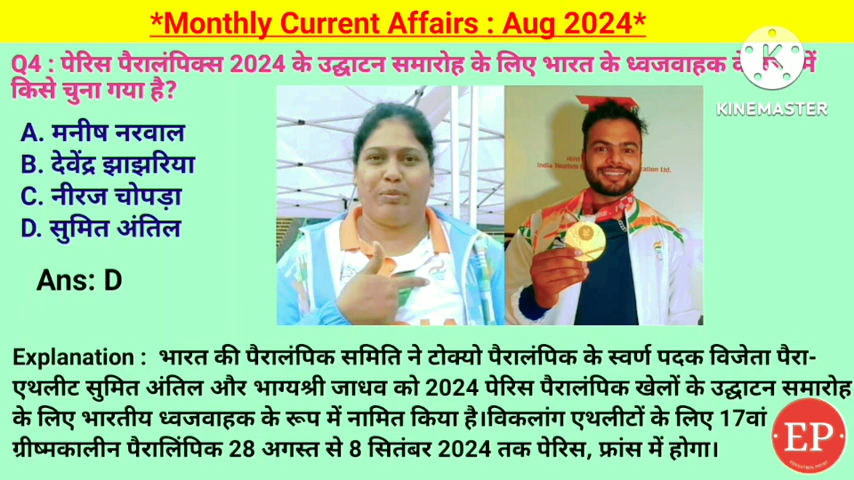 *Monthly Current Affairs : Aug 2024*
Q4 : पेरिस पैरालंपिक्स 2024 के उद्घाटन समारोह के लिए भारत के ध्वजवाहक में
किसे चुना गया है?
KINEMASTER
A. मनीष नरवाल
B. देवेंद्र झाझरिया
C. नीरज चोपड़ा
D. सुमित अंतिल
Ans: D
India Tourism
Explanation : भारत की पैरालंपिक समिति ने टोक्यो पैरालंपिक के स्वर्ण पदक विजेता पैरा-
एथलीट सुमित अंतिल और भाग्यश्री जाधव को 2024 पेरिस पैरालंपिक खेलों के उद्घाटन समारोह
के लिए भारतीय ध्वजवाहक के रूप में नामित किया है।विकलांग एथलीटों के लिए 17वां
ग्रीष्मकालीन पैरालिंपिक 28 अगस्त से 8 सितंबर 2024 तक पेरिस, फ्रांस में होगा।
EP